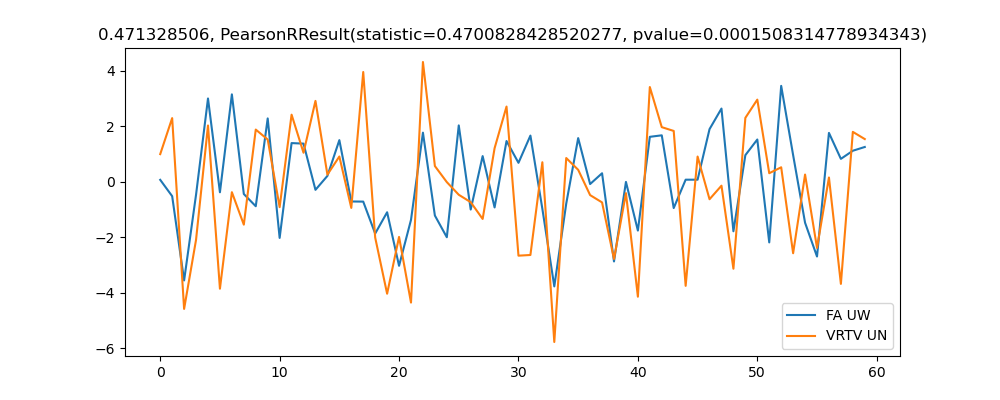 0.471328506, PearsonRResult(statistic=0.4700828428520277, pvalue=0.0001508314778934343)
4
2
0
−2
−4
−6
0 10 20 30 40 50 60
FA UW
VRTV UN